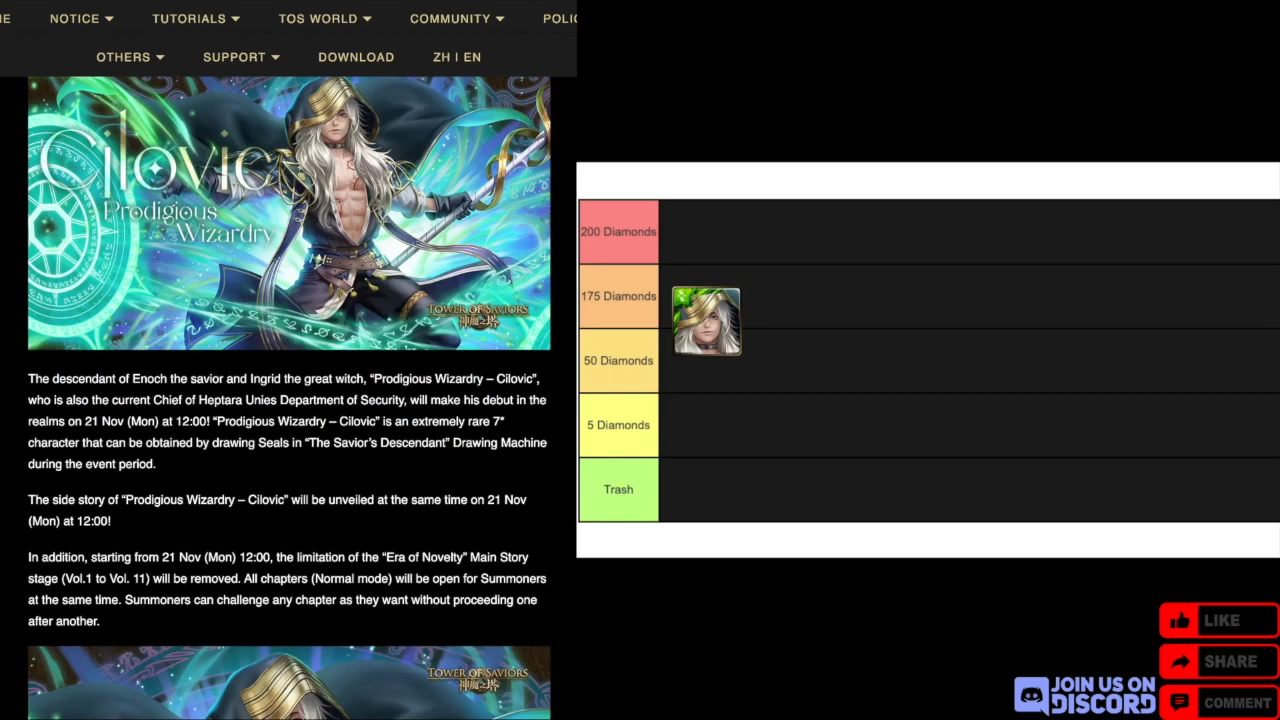 NOTICE
TUTORIALS
TOS WORLD
COMMUNITY
OTHERS
SUPPORT
DOWNLOAD
ZH | EN
Cilovic
Prodigious
Wizardry
TOWER OF SAVIORS
神魔之塔
The descendant of Enoch the savior and Ingrid the great witch, “Prodigious Wizardry – Cilovic”,
who is also the current Chief of Heptara Unies Department of Security, will make his debut in the
realms on 21 Nov (Mon) at 12:00! “Prodigious Wizardry – Cilovic” is an extremely rare 7*
character that can be obtained by drawing Seals in “The Savior’s Descendant” Drawing Machine
during the event period.
The side story of “Prodigious Wizardry – Cilovic” will be unveiled at the same time on 21 Nov
(Mon) at 12:00!
In addition, starting from 21 Nov (Mon) 12:00, the limitation of the “Era of Novelty” Main Story
stage (Vol.1 to Vol. 11) will be removed. All chapters (Normal mode) will be open for Summoners
at the same time. Summoners can challenge any chapter as they want without proceeding one
after another.
TOWER OF SAVIORS
神魔之塔
200 Diamonds
175 Diamonds
50 Diamonds
5 Diamonds
Trash
LIKE
SHARE
COMMENT
JOIN US ON
DISCORD